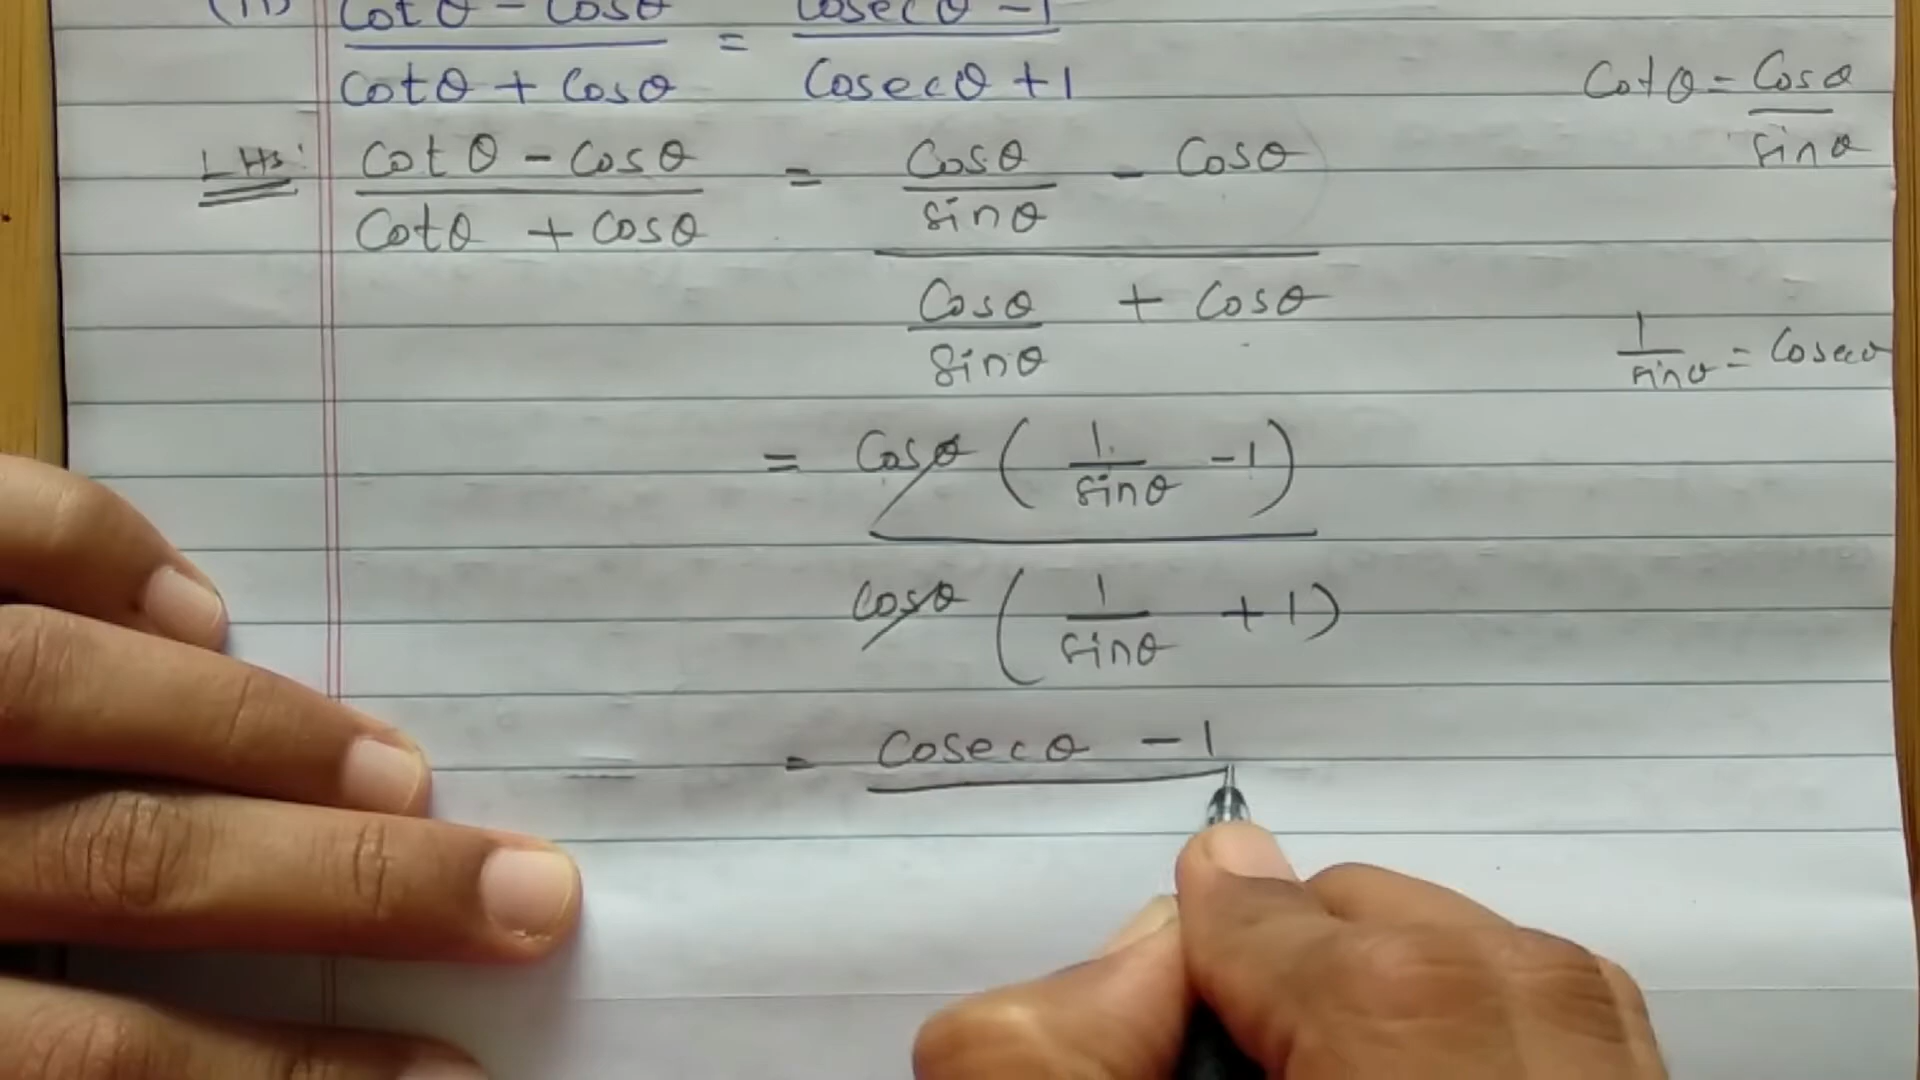 (ii) Cotθ - Cosθ / Cotθ + Cosθ = Cosecθ - 1 / Cosecθ + 1
Cotθ = Cosθ / sinθ
LHS: Cotθ - Cosθ / Cotθ + Cosθ = Cosθ / sinθ - Cosθ / Cosθ / sinθ + Cosθ
1 / sinθ = Cosecθ
= Cosθ ( 1 / sinθ - 1 ) / Cosθ ( 1 / sinθ + 1 )
= Cosecθ - 1